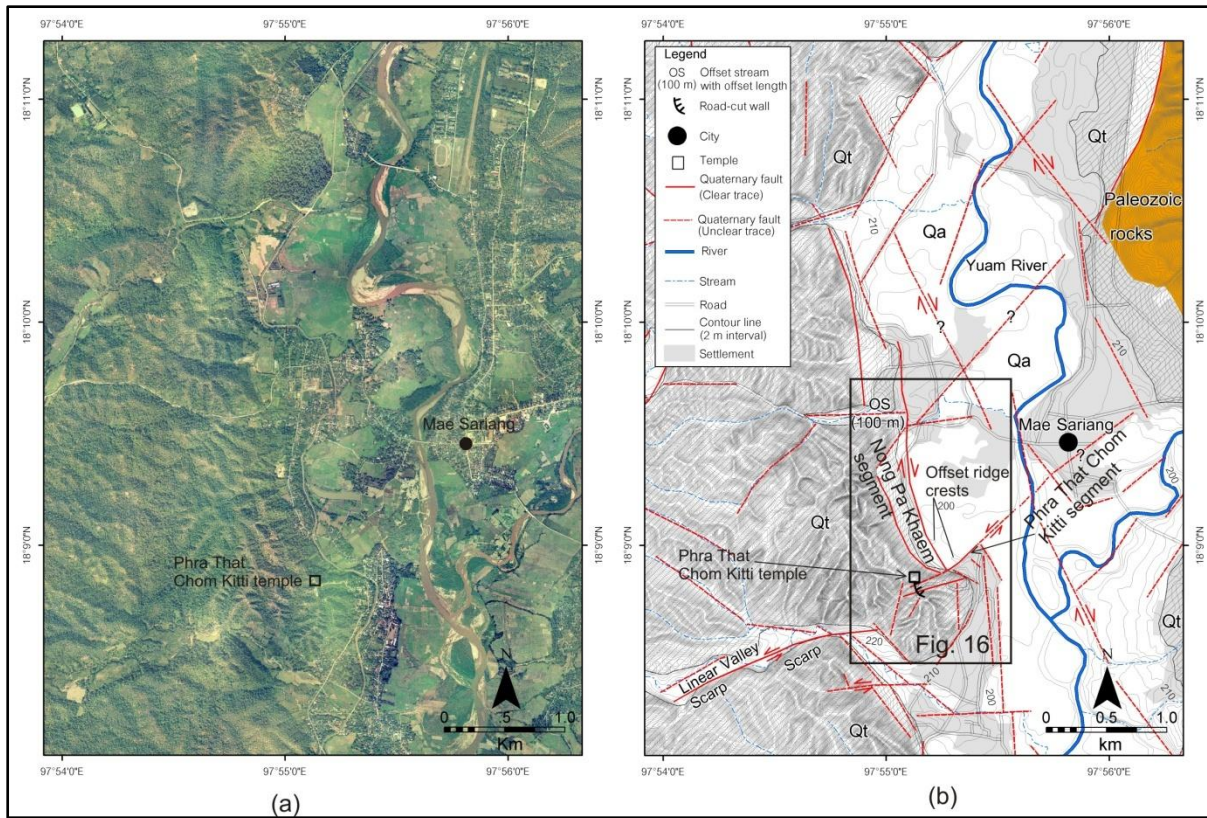 97°54'0"E
97°55'0"E
97°56'0"E
18°11'0"N
18°10'0"N
18°9'0"N
Mae Sariang
Phra That
Chom Kitti temple
N
0 5 1.0
Km
97°54'0"E
97°55'0"E
97°56'0"E
(a)
97°54'0"E
97°55'0"E
97°56'0"E
18°11'0"N
18°10'0"N
18°9'0"N
18°11'0"N
18°10'0"N
18°9'0"N
Legend
OS
(100 m)
Offset stream
with offset length
Road-cut wall
City
Temple
Quaternary fault
(Clear trace)
Quaternary fault
(Unclear trace)
River
Stream
Road
Contour line
(2 m interval)
Settlement
Qt
Qt
Paleozoic
rocks
210
Qa
Yuam River
?
?
Qa
210
OS
(100 m)
Mae Sariang
?
Nong Pa Khaem
segment
Offset ridge
crests
200
Phra That Chom
Kitti segment
200
Qt
Phra That
Chom Kitti temple
Fig. 16
220
Linear Valley
Scarp
Scarp
210
200
Qt
Qt
210
N
0 0.5 1.0
km
97°54'0"E
97°55'0"E
97°56'0"E
(b)